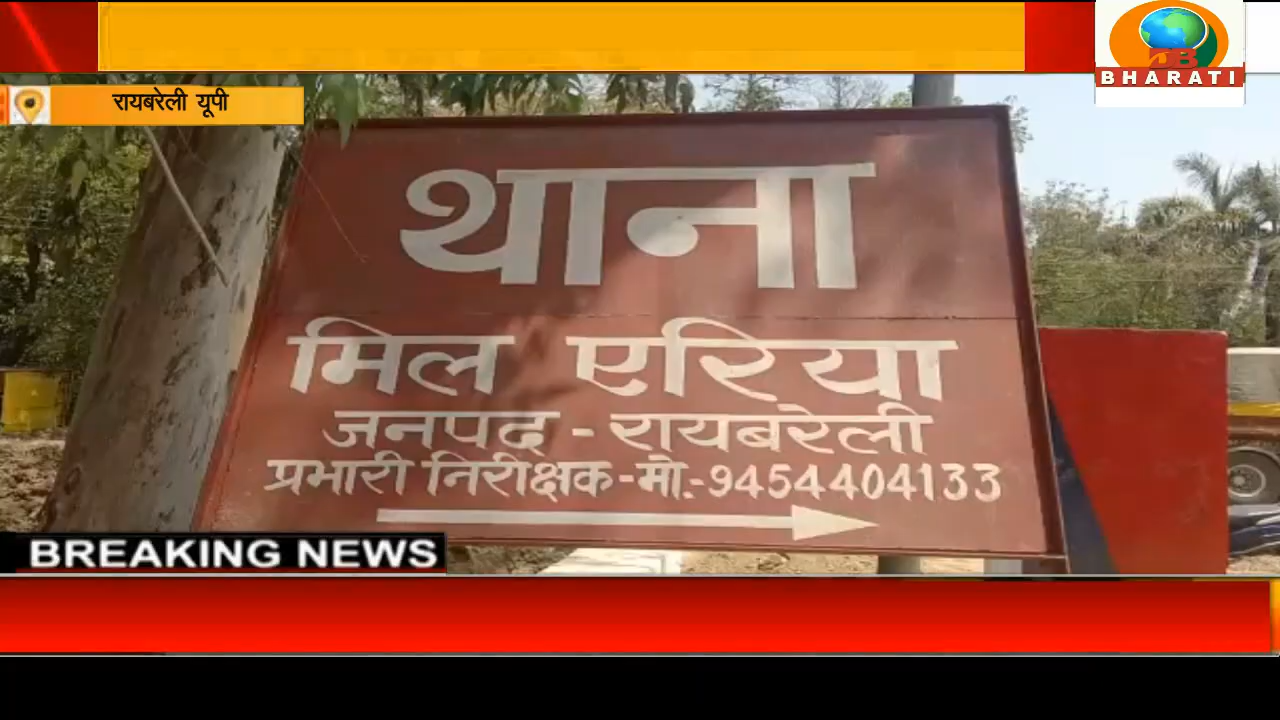 BHARATI
रायबरेली यूपी
थाना
मिल एरिया
जनपद - रायबरेली
प्रभारी निरीक्षक-मो.-9454404133
BREAKING NEWS